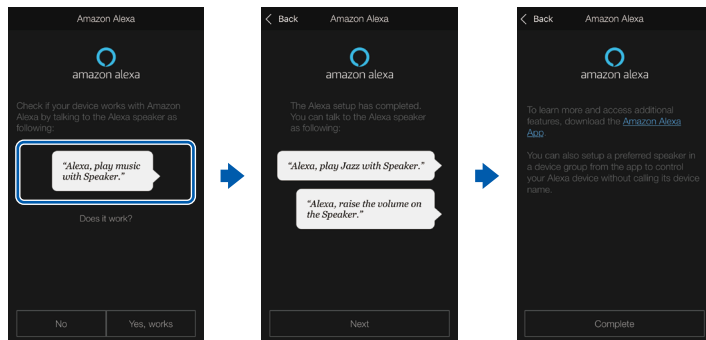 Amazon Alexa
amazon alexa
Check if your device works with Amazon
Alexa by talking to the Alexa speaker as
following:
“Alexa, play music
with Speaker.”
Does it work?
No
Yes, works
Back
Amazon Alexa
amazon alexa
The Alexa setup has completed.
You can talk to the Alexa speaker
as following:
“Alexa, play Jazz with Speaker.”
“Alexa, raise the volume on
the Speaker.”
Next
Back
Amazon Alexa
amazon alexa
To learn more and access additional
features, download the Amazon Alexa
App.
You can also setup a preferred speaker in
a device group from the app to control
your Alexa device without calling its device
name.
Complete